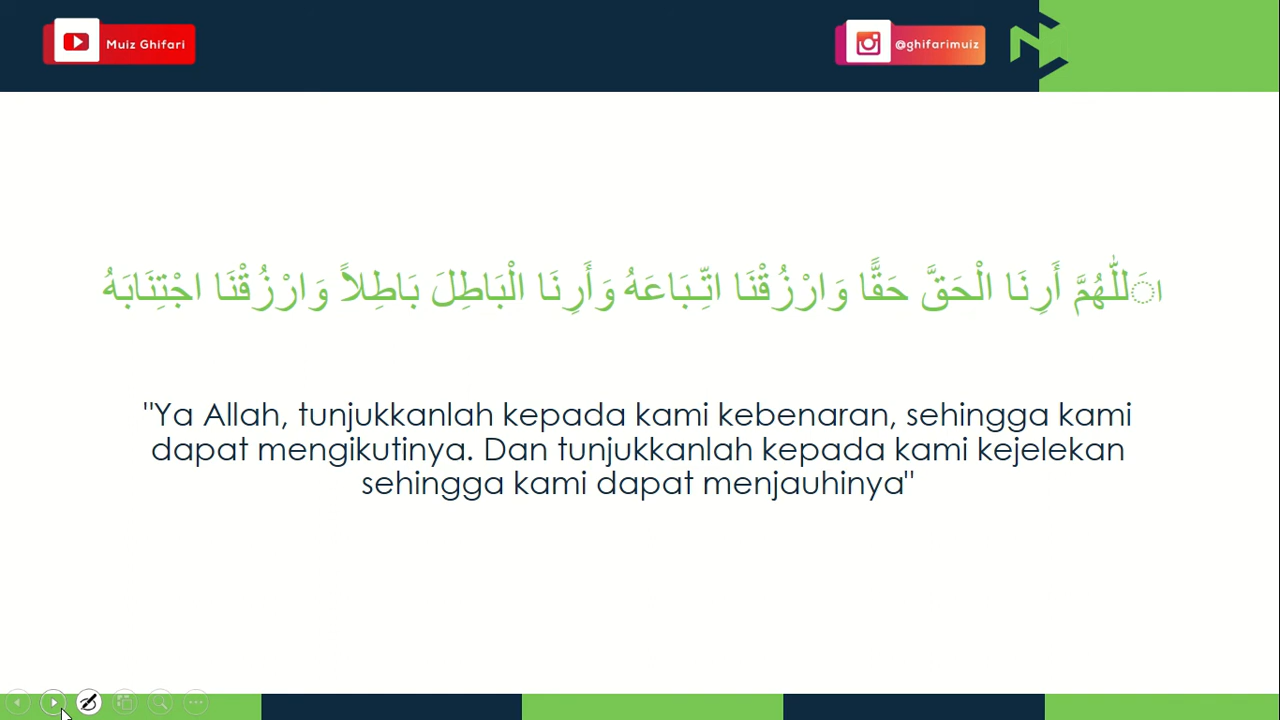 Muiz Ghifari
@ghifarimuiz
اَللّٰهُمَّ أَرِنَا الْحَقَّ حَقًّا وَارْزُقْنَا اتِّـبَاعَهُ وَأَرِنَا الْبَاطِلَ بَاطِلاً وَارْزُقْنَا اجْتِنَابَهُ
"Ya Allah, tunjukkanlah kepada kami kebenaran, sehingga kami
dapat mengikutinya. Dan tunjukkanlah kepada kami kejelekan
sehingga kami dapat menjauhinya"